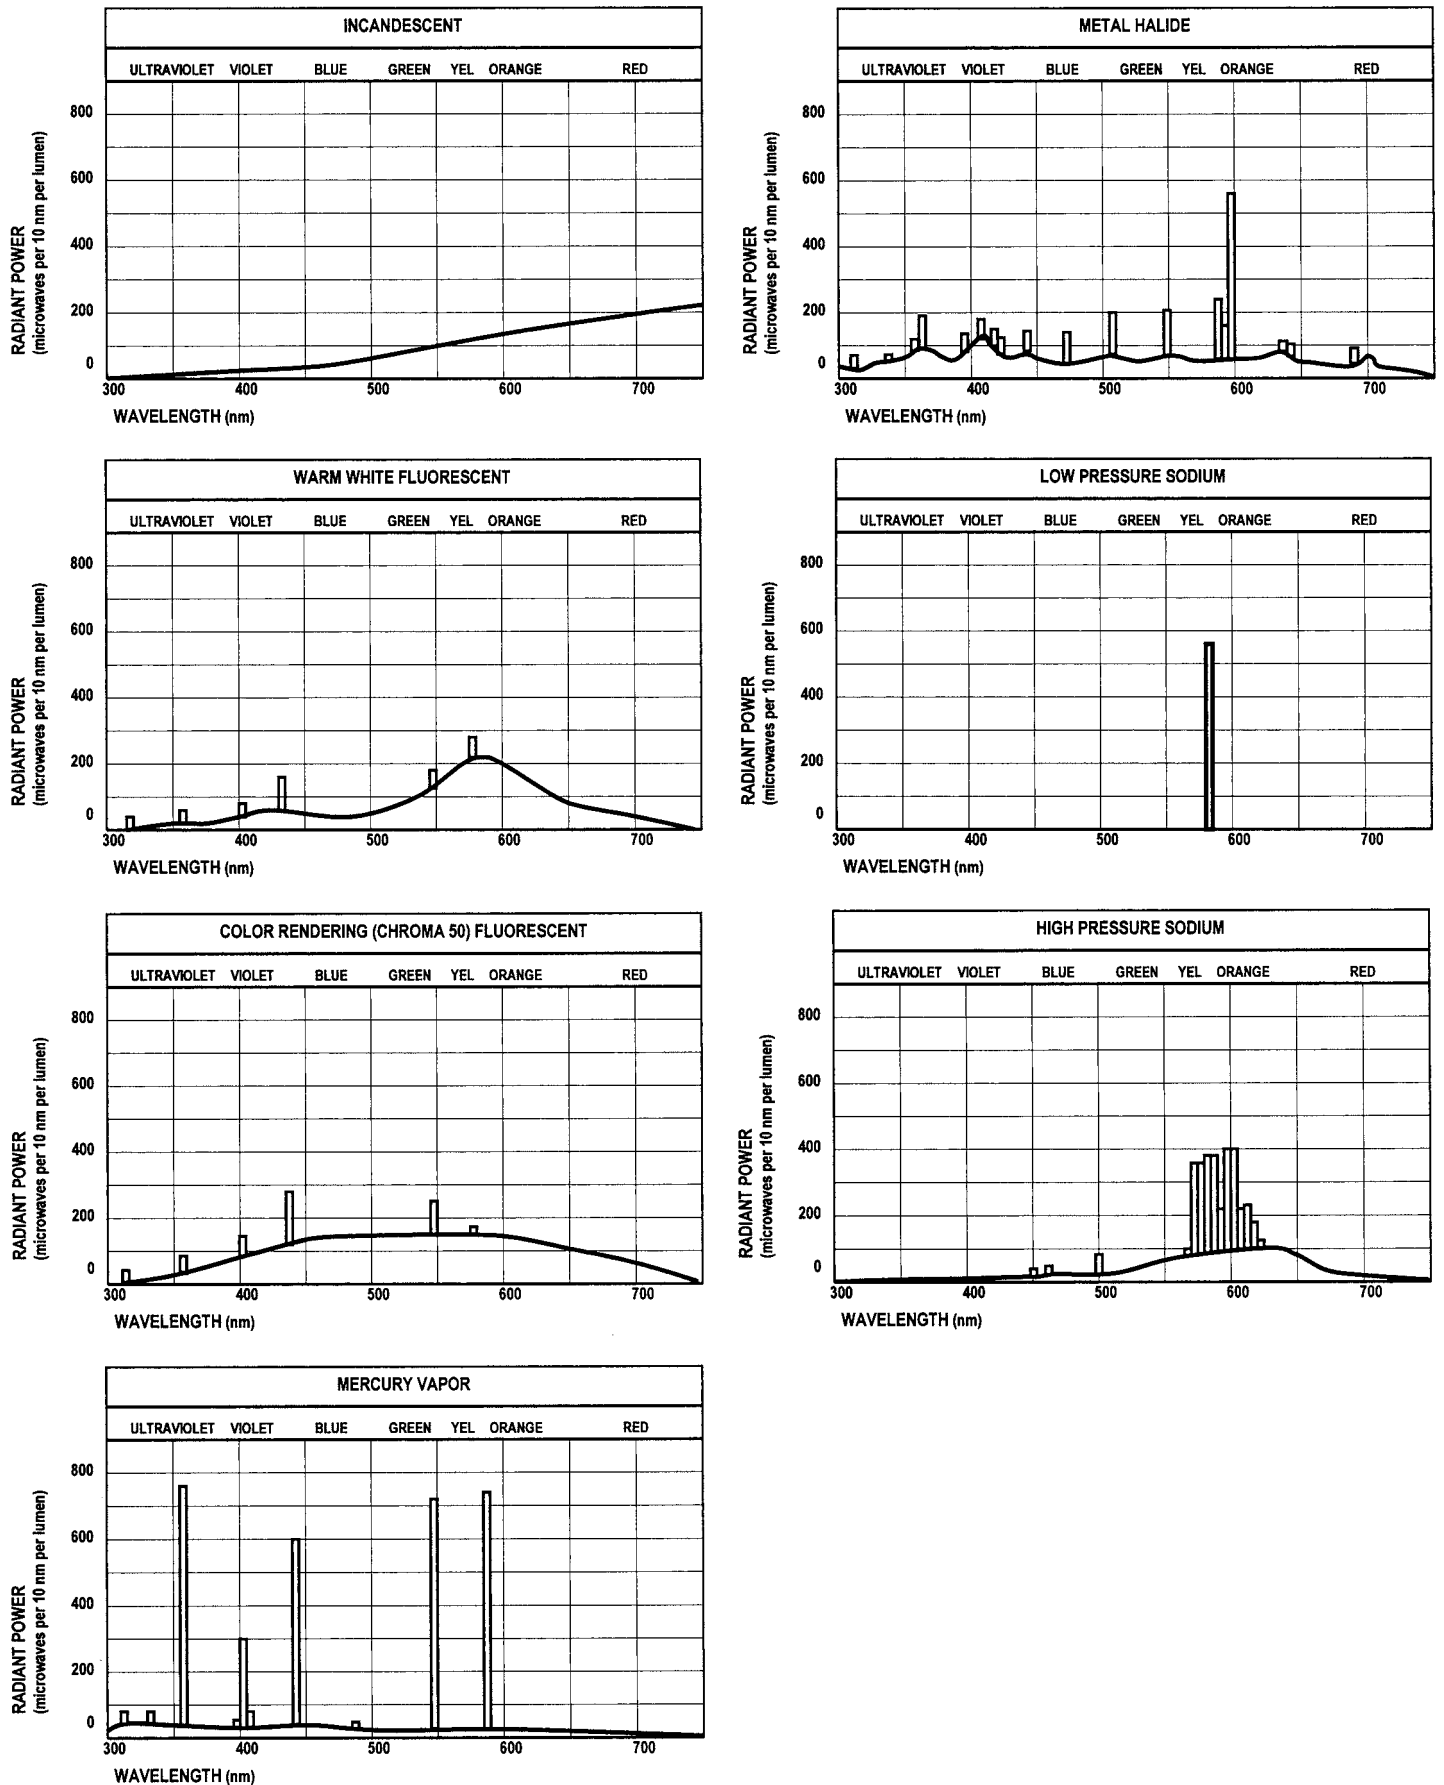 INCANDESCENT
ULTRAVIOLET VIOLET BLUE GREEN YEL ORANGE RED
RADIANT POWER
(microwaves per 10 nm per lumen)
800
600
400
200
0
300 400 500 600 700
WAVELENGTH (nm)
METAL HALIDE
ULTRAVIOLET VIOLET BLUE GREEN YEL ORANGE RED
RADIANT POWER
(microwaves per 10 nm per lumen)
800
600
400
200
0
300 400 500 600 700
WAVELENGTH (nm)
WARM WHITE FLUORESCENT
ULTRAVIOLET VIOLET BLUE GREEN YEL ORANGE RED
RADIANT POWER
(microwaves per 10 nm per lumen)
800
600
400
200
0
300 400 500 600 700
WAVELENGTH (nm)
LOW PRESSURE SODIUM
ULTRAVIOLET VIOLET BLUE GREEN YEL ORANGE RED
RADIANT POWER
(microwaves per 10 nm per lumen)
800
600
400
200
0
300 400 500 600 700
WAVELENGTH (nm)
COLOR RENDERING (CHROMA 50) FLUORESCENT
ULTRAVIOLET VIOLET BLUE GREEN YEL ORANGE RED
RADIANT POWER
(microwaves per 10 nm per lumen)
800
600
400
200
0
300 400 500 600 700
WAVELENGTH (nm)
HIGH PRESSURE SODIUM
ULTRAVIOLET VIOLET BLUE GREEN YEL ORANGE RED
RADIANT POWER
(microwaves per 10 nm per lumen)
800
600
400
200
0
300 400 500 600 700
WAVELENGTH (nm)
MERCURY VAPOR
ULTRAVIOLET VIOLET BLUE GREEN YEL ORANGE RED
RADIANT POWER
(microwaves per 10 nm per lumen)
800
600
400
200
0
300 400 500 600 700
WAVELENGTH (nm)